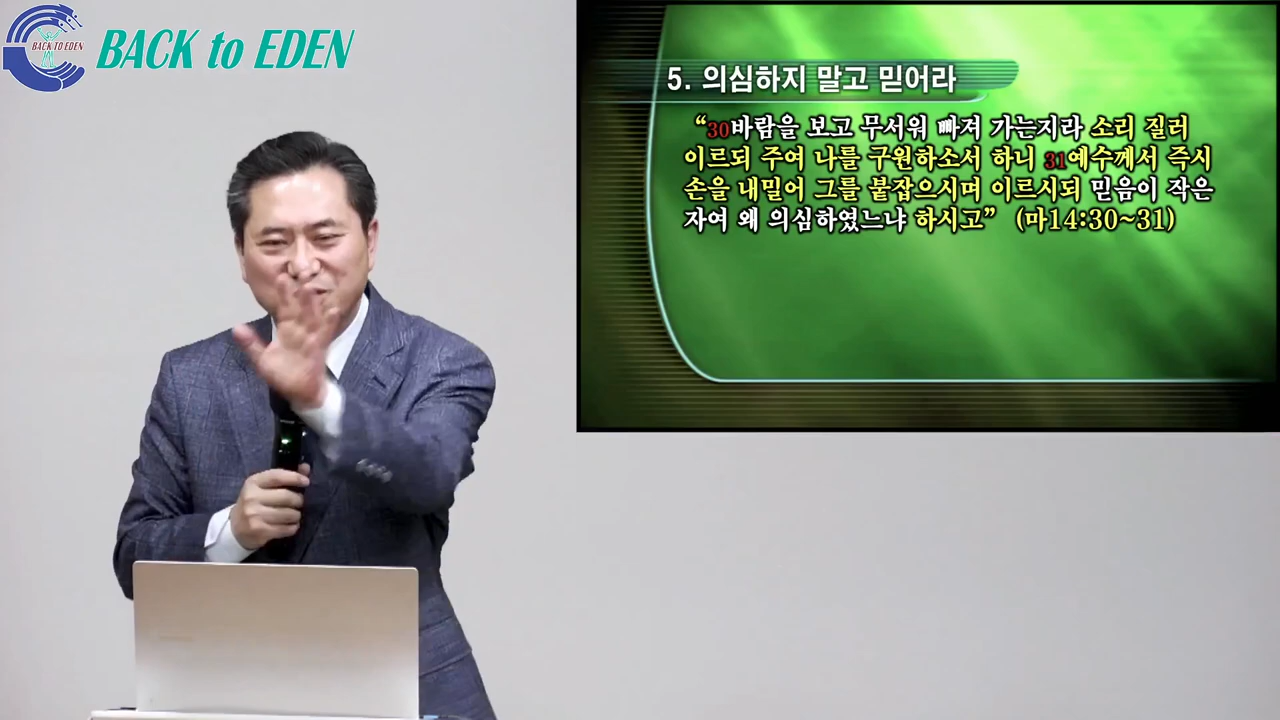 BACK TO EDEN
BACK to EDEN
5. 의심하지 말고 믿어라
“30바람을 보고 무서워 빠져 가는지라 소리 질러
이르되 주여 나를 구원하소서 하니 31예수께서 즉시
손을 내밀어 그를 붙잡으시며 이르시되 믿음이 작은
자여 왜 의심하였느냐 하시고” (마14:30~31)